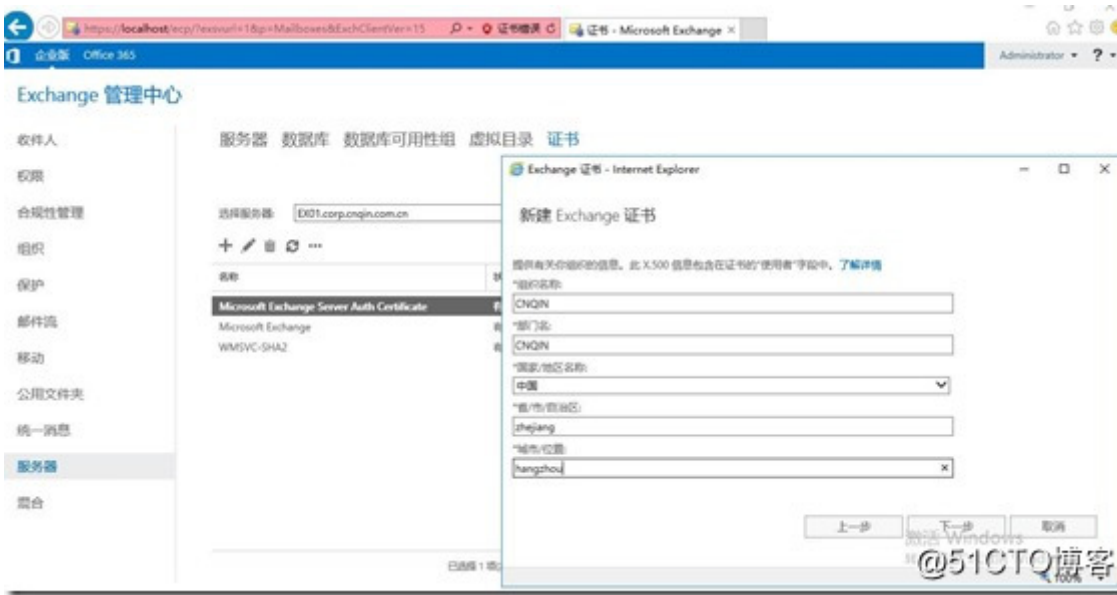 https://localhost/ecp/?exsvurl=1&p=Mailboxes&ExchClientVer=15
证书错误
证书 - Microsoft Exchange
企业版 Office 365
Administrator ?
Exchange 管理中心
收件人
权限
合规性管理
组织
保护
邮件流
移动
公用文件夹
统一消息
服务器
混合
服务器 数据库 数据库可用性组 虚拟目录 证书
选择服务器: EX01.corp.cnqin.com.cn
名称
Microsoft Exchange Server Auth Certificate
Microsoft Exchange
WMSVC-SHA2
已选择 1 项
Exchange 证书 - Internet Explorer
新建 Exchange 证书
提供有关你组织的信息。此 X.500 信息包含在证书的"使用者"字段中。了解详情
*组织名称:
CNQIN
*部门名:
CNQIN
*国家/地区名称:
中国
*省/市/自治区:
zhejiang
*城市/位置:
hangzhou
上一步 下一步 取消
激活 Windows
@51CTO博客
100%